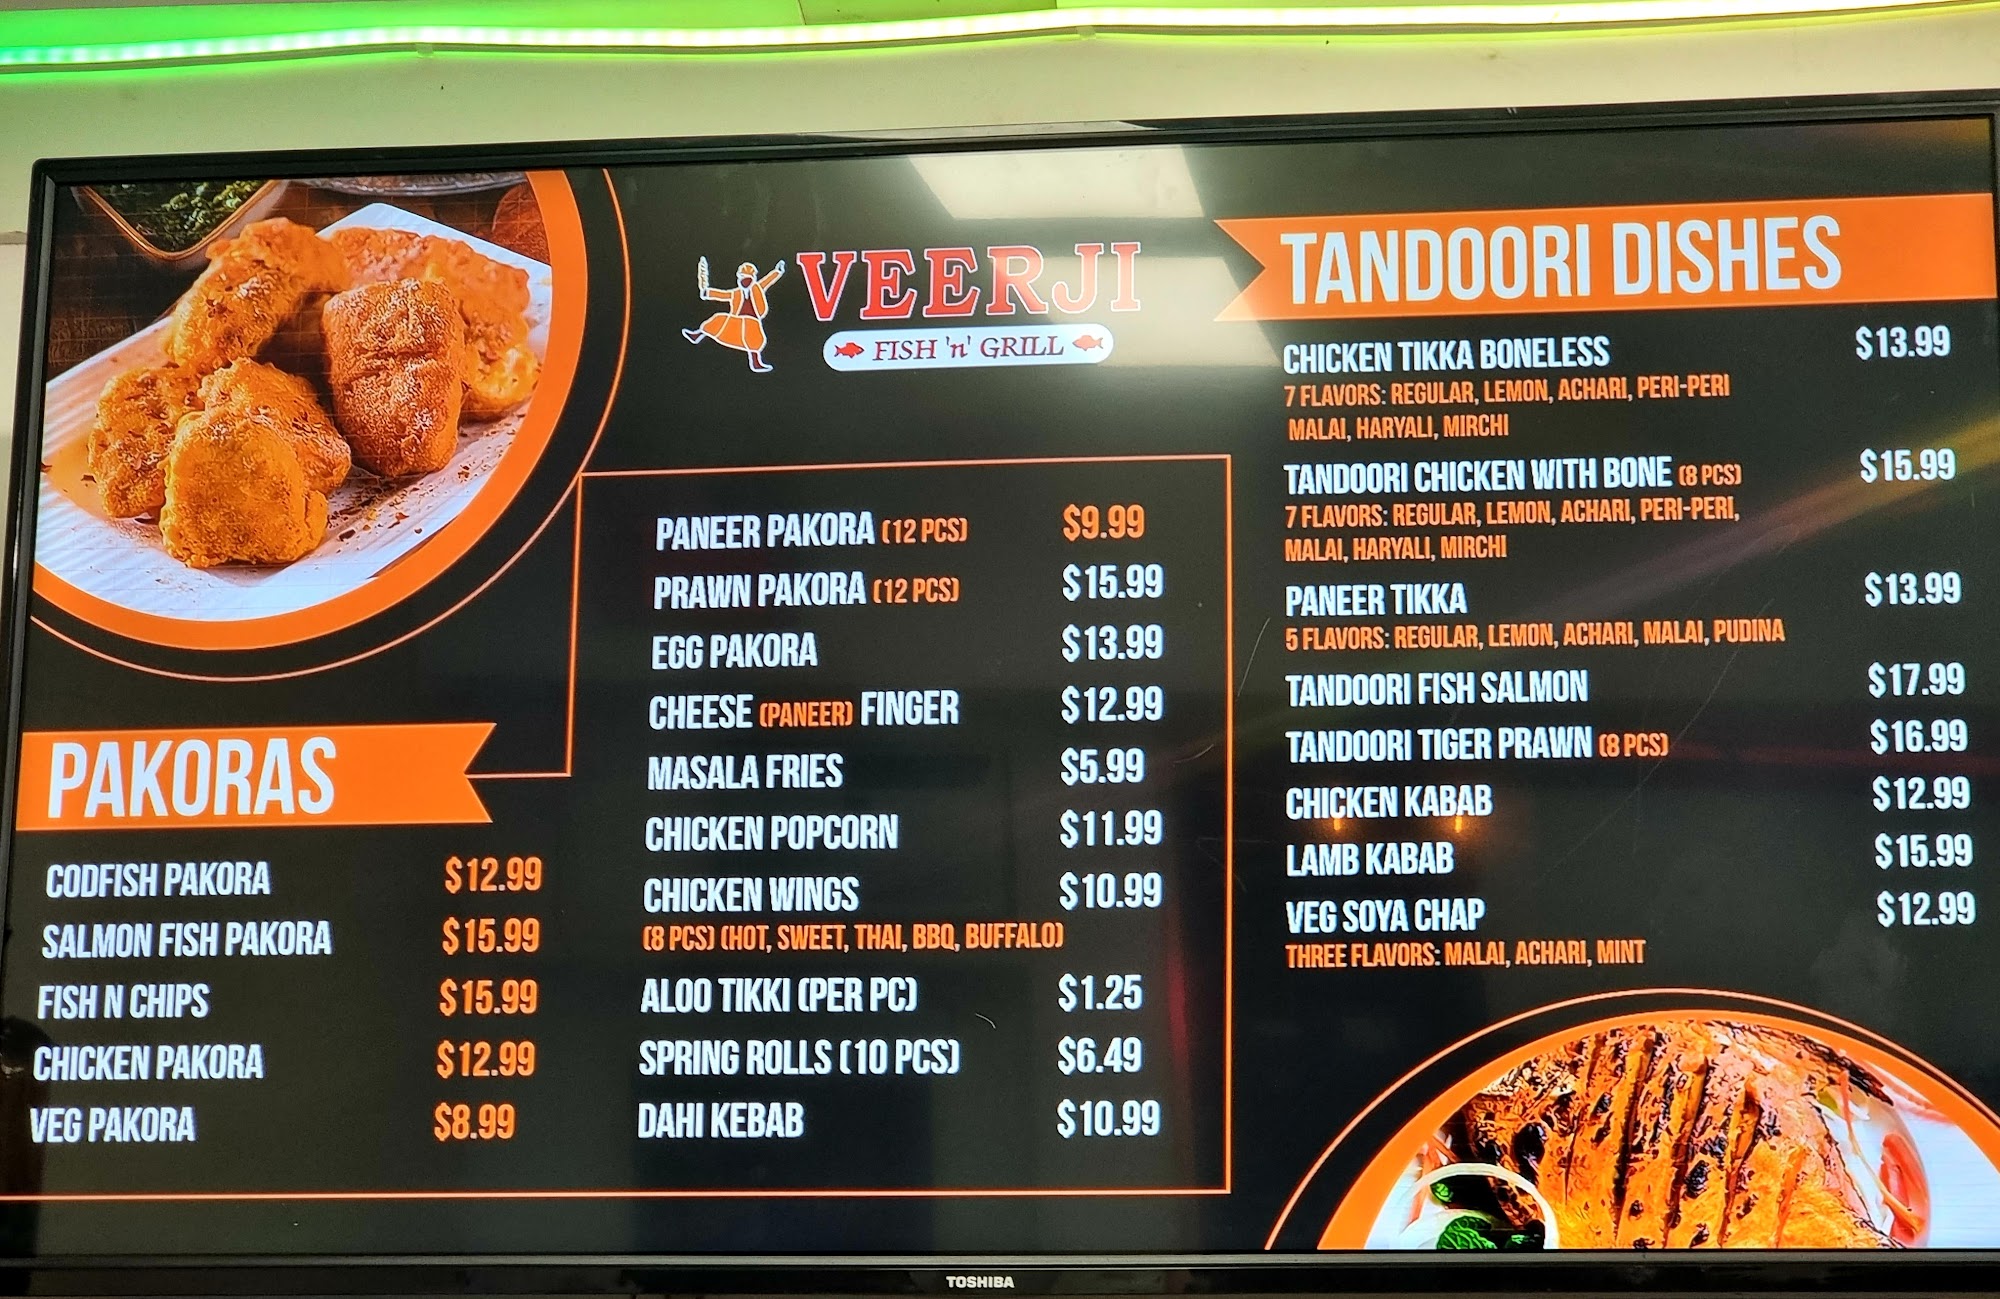 VEERJI
FISH 'n' GRILL
PAKORAS
CODFISH PAKORA $12.99
SALMON FISH PAKORA $15.99
FISH N CHIPS $15.99
CHICKEN PAKORA $12.99
VEG PAKORA $8.99
PANEER PAKORA (12 PCS) $9.99
PRAWN PAKORA (12 PCS) $15.99
EGG PAKORA $13.99
CHEESE (PANEER) FINGER $12.99
MASALA FRIES $5.99
CHICKEN POPCORN $11.99
CHICKEN WINGS $10.99
(8 PCS) (HOT, SWEET, THAI, BBQ, BUFFALO)
ALOO TIKKI (PER PC) $1.25
SPRING ROLLS (10 PCS) $6.49
DAHI KEBAB $10.99
TANDOORI DISHES
CHICKEN TIKKA BONELESS $13.99
7 FLAVORS: REGULAR, LEMON, ACHARI, PERI-PERI
MALAI, HARYALI, MIRCHI
TANDOORI CHICKEN WITH BONE (8 PCS) $15.99
7 FLAVORS: REGULAR, LEMON, ACHARI, PERI-PERI,
MALAI, HARYALI, MIRCHI
PANEER TIKKA $13.99
5 FLAVORS: REGULAR, LEMON, ACHARI, MALAI, PUDINA
TANDOORI FISH SALMON $17.99
TANDOORI TIGER PRAWN (8 PCS) $16.99
CHICKEN KABAB $12.99
LAMB KABAB $15.99
VEG SOYA CHAP $12.99
THREE FLAVORS: MALAI, ACHARI, MINT
TOSHIBA